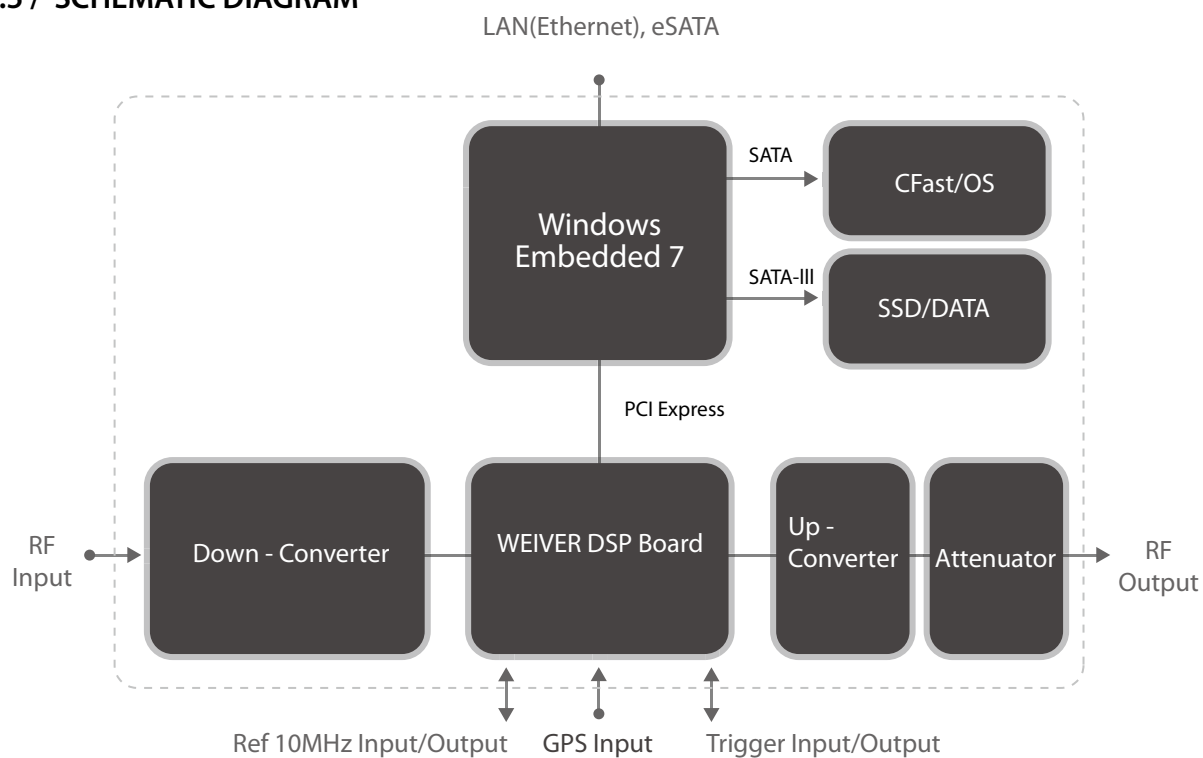 .5 / SCHEMATIC DIAGRAM
LAN(Ethernet), eSATA
SATA
CFast/OS
Windows
Embedded 7
SATA-III
SSD/DATA
PCI Express
RF
Input
Down - Converter
WEIVER DSP Board
Up -
Converter
Attenuator
RF
Output
Ref 10MHz Input/Output
GPS Input
Trigger Input/Output